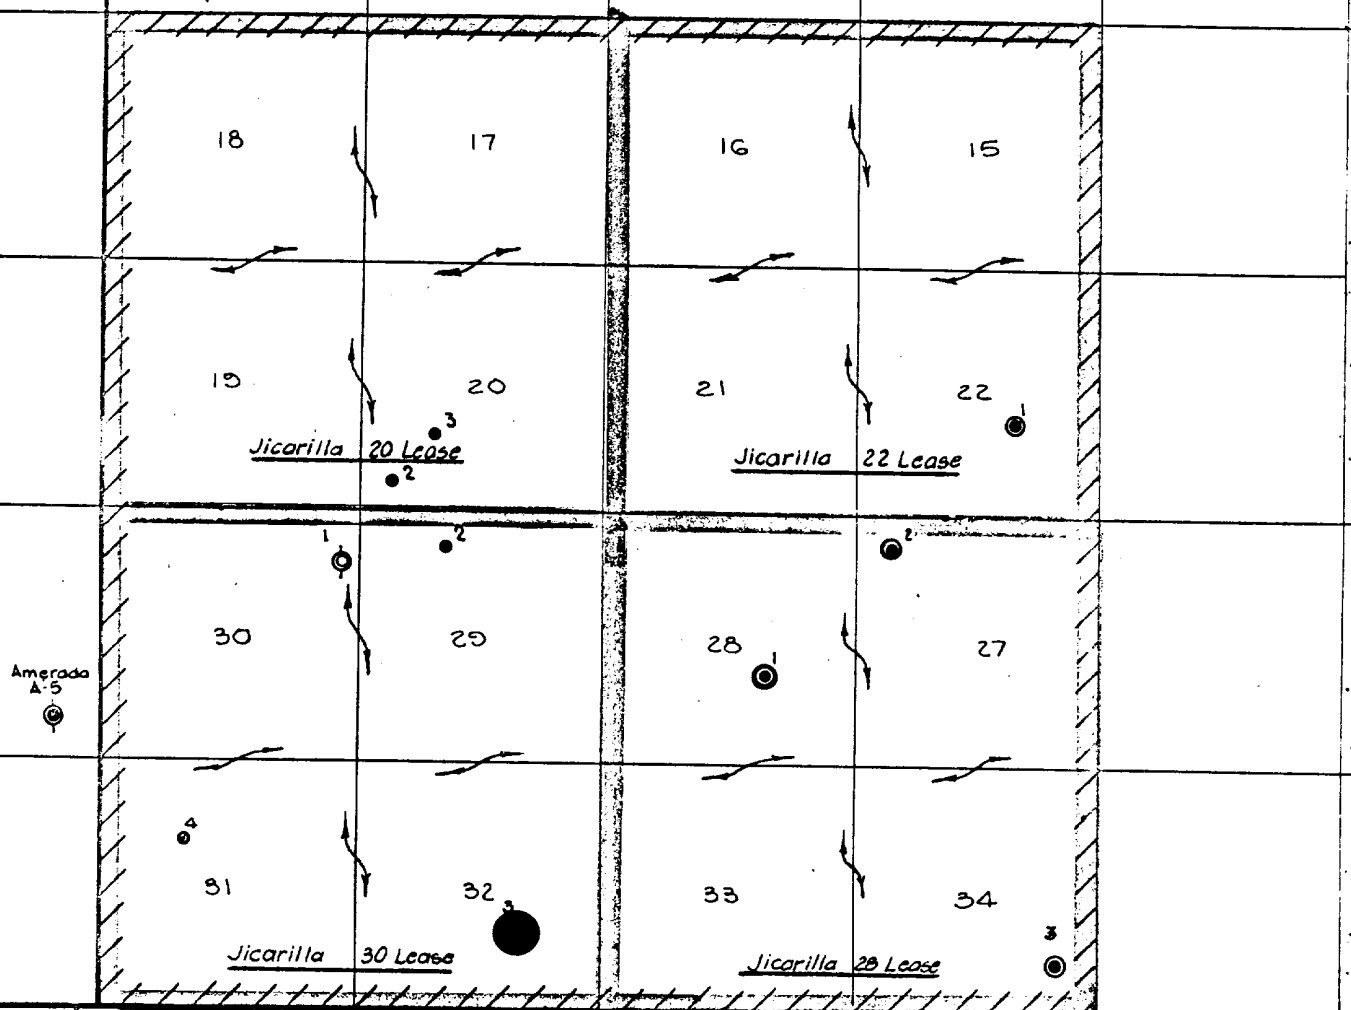 18 17 16 15
19 20 21 22
3 1
Jicarilla 20 Lease Jicarilla 22 Lease
2
1 2 2
30 29 28 27
1
Amerada
A-5
4
31 32 33 34
3 3
Jicarilla 30 Lease Jicarilla 28 Lease